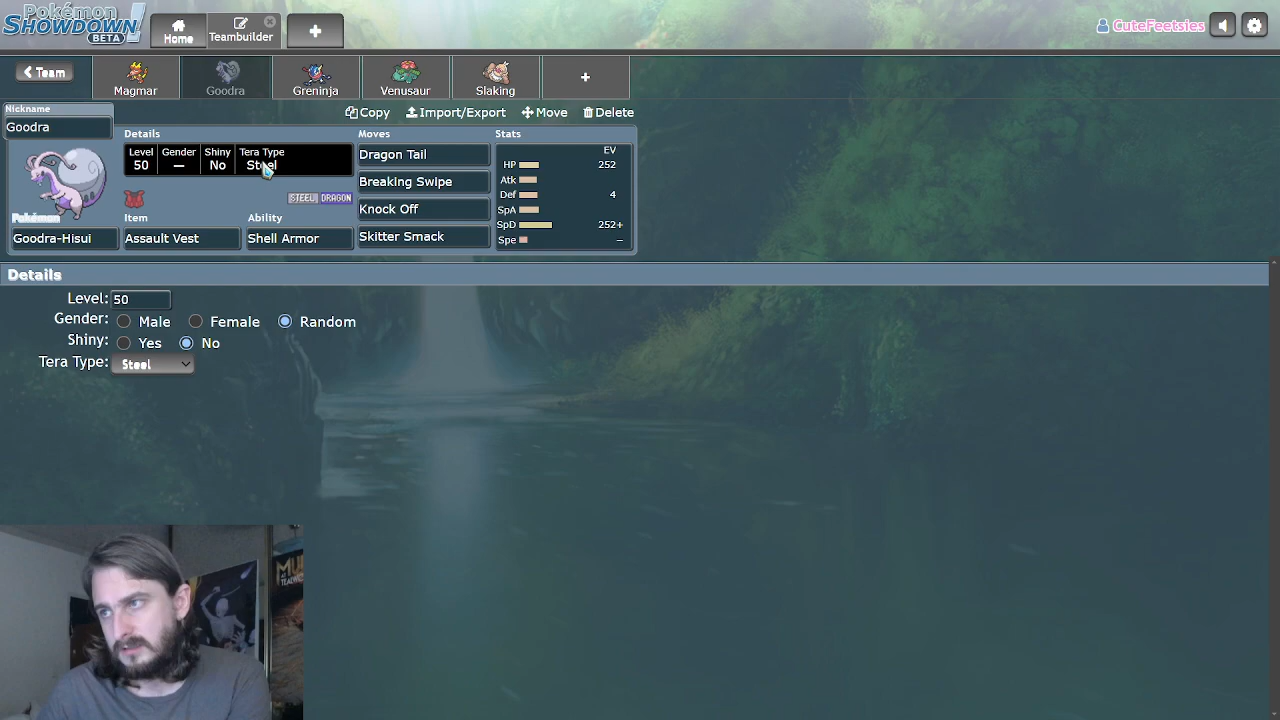 Pokémon
SHOWDOWN!
BETA
Home
Teambuilder
+
CuteFeetsies
Team
Magmar
Goodra
Greninja
Venusaur
Slaking
+
Copy
Import/Export
Move
Delete
Nickname
Goodra
Details
Moves
Stats
Level
Gender
Shiny
Tera Type
50
—
No
Steel
Dragon Tail
Breaking Swipe
Knock Off
Skitter Smack
EV
HP 252
Atk
Def 4
SpA
SpD 252+
Spe –
STEEL DRAGON
Pokémon
Item
Ability
Goodra-Hisui
Assault Vest
Shell Armor
Details
Level: 50
Gender: Male Female Random
Shiny: Yes No
Tera Type: Steel